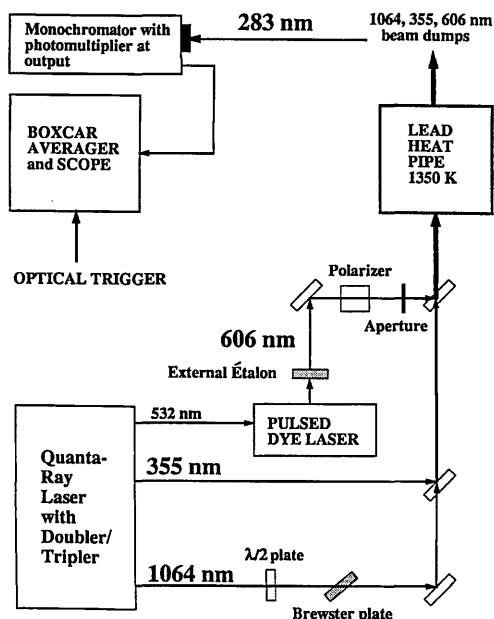 Monochromator with
photomultiplier at
output
283 nm
1064, 355, 606 nm
beam dumps
BOXCAR
AVERAGER
and SCOPE
LEAD
HEAT
PIPE
1350 K
OPTICAL TRIGGER
Polarizer
Aperture
606 nm
External Étalon
532 nm
PULSED
DYE LASER
Quanta-
Ray
Laser
with
Doubler/
Tripler
355 nm
λ/2 plate
1064 nm
Brewster plate